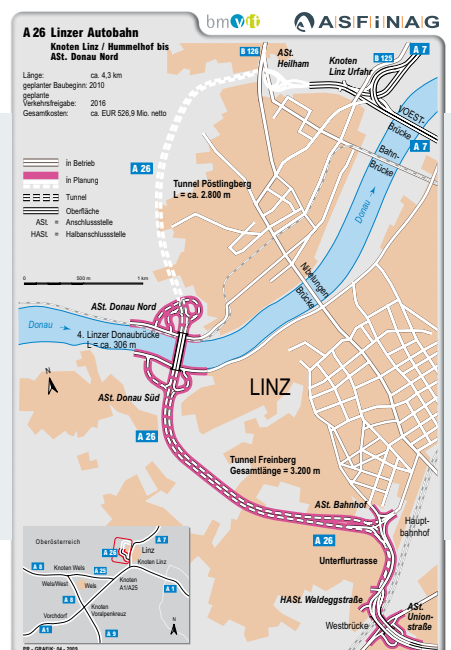 A 26 Linzer Autobahn
Knoten Linz / Hummelhof bis
ASt. Donau Nord
bmvit
ASFiNAG
Länge: ca. 4,3 km
geplanter Baubeginn: 2010
geplante
Verkehrsfreigabe: 2016
Gesamtkosten: ca. EUR 526,9 Mio. netto
in Betrieb
in Planung
Tunnel
Oberfläche
ASt. = Anschlussstelle
HASt. = Halbanschlussstelle
0 500 m 1 km
B 126
ASt.
Heilham
Knoten
Linz Urfahr
B 125
A 7
VOEST-
Brücke
A 7
Bahn-
Brücke
A 26
Tunnel Pöstlingberg
L = ca. 2.800 m
Donau
Nibelungen
Brücke
ASt. Donau Nord
Donau
4. Linzer Donaubrücke
L = ca. 306 m
N
LINZ
ASt. Donau Süd
A 26
Tunnel Freinberg
Gesamtlänge = 3.200 m
ASt. Bahnhof
Haupt-
bahnhof
A 26
Unterflurtrasse
HASt. Waldeggstraße
ASt.
Union-
straße
Westbrücke
Oberösterreich
A 7
A 26
Linz
Knoten Linz
A 8
Knoten Wels
A 25
Wels/West
Wels
Knoten
A1/A25
A 1
A 8
Knoten
Voralpenkreuz
Vorchdorf
A1
A 9
N
PR - GRAFIK: 04 - 2009